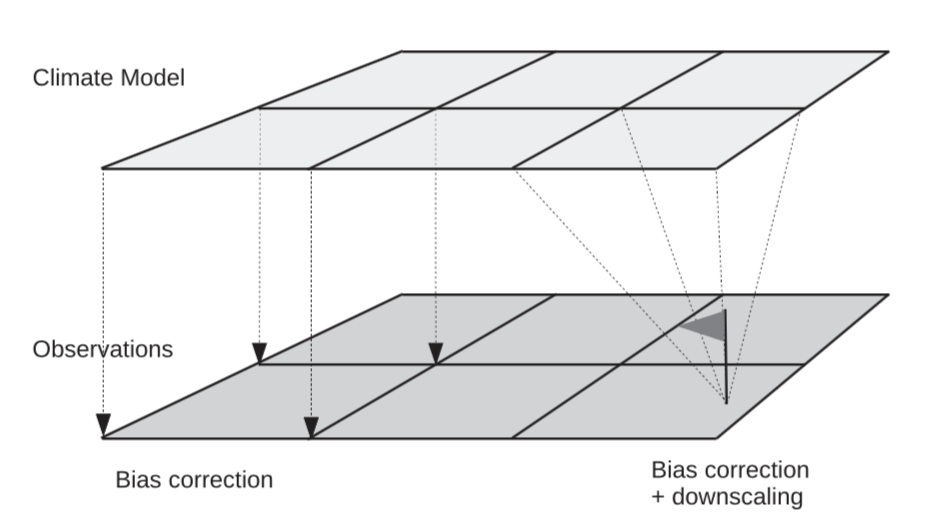 Climate Model
Observations
Bias correction
Bias correction
+ downscaling